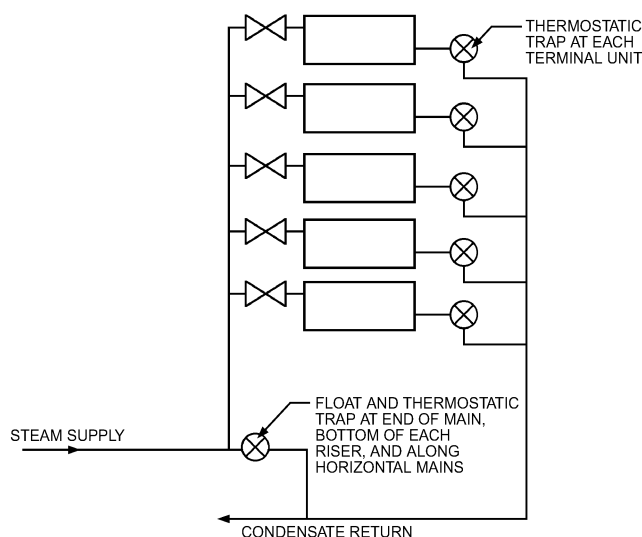 THERMOSTATIC
TRAP AT EACH
TERMINAL UNIT
FLOAT AND THERMOSTATIC
TRAP AT END OF MAIN,
BOTTOM OF EACH
RISER, AND ALONG
HORIZONTAL MAINS
STEAM SUPPLY
CONDENSATE RETURN